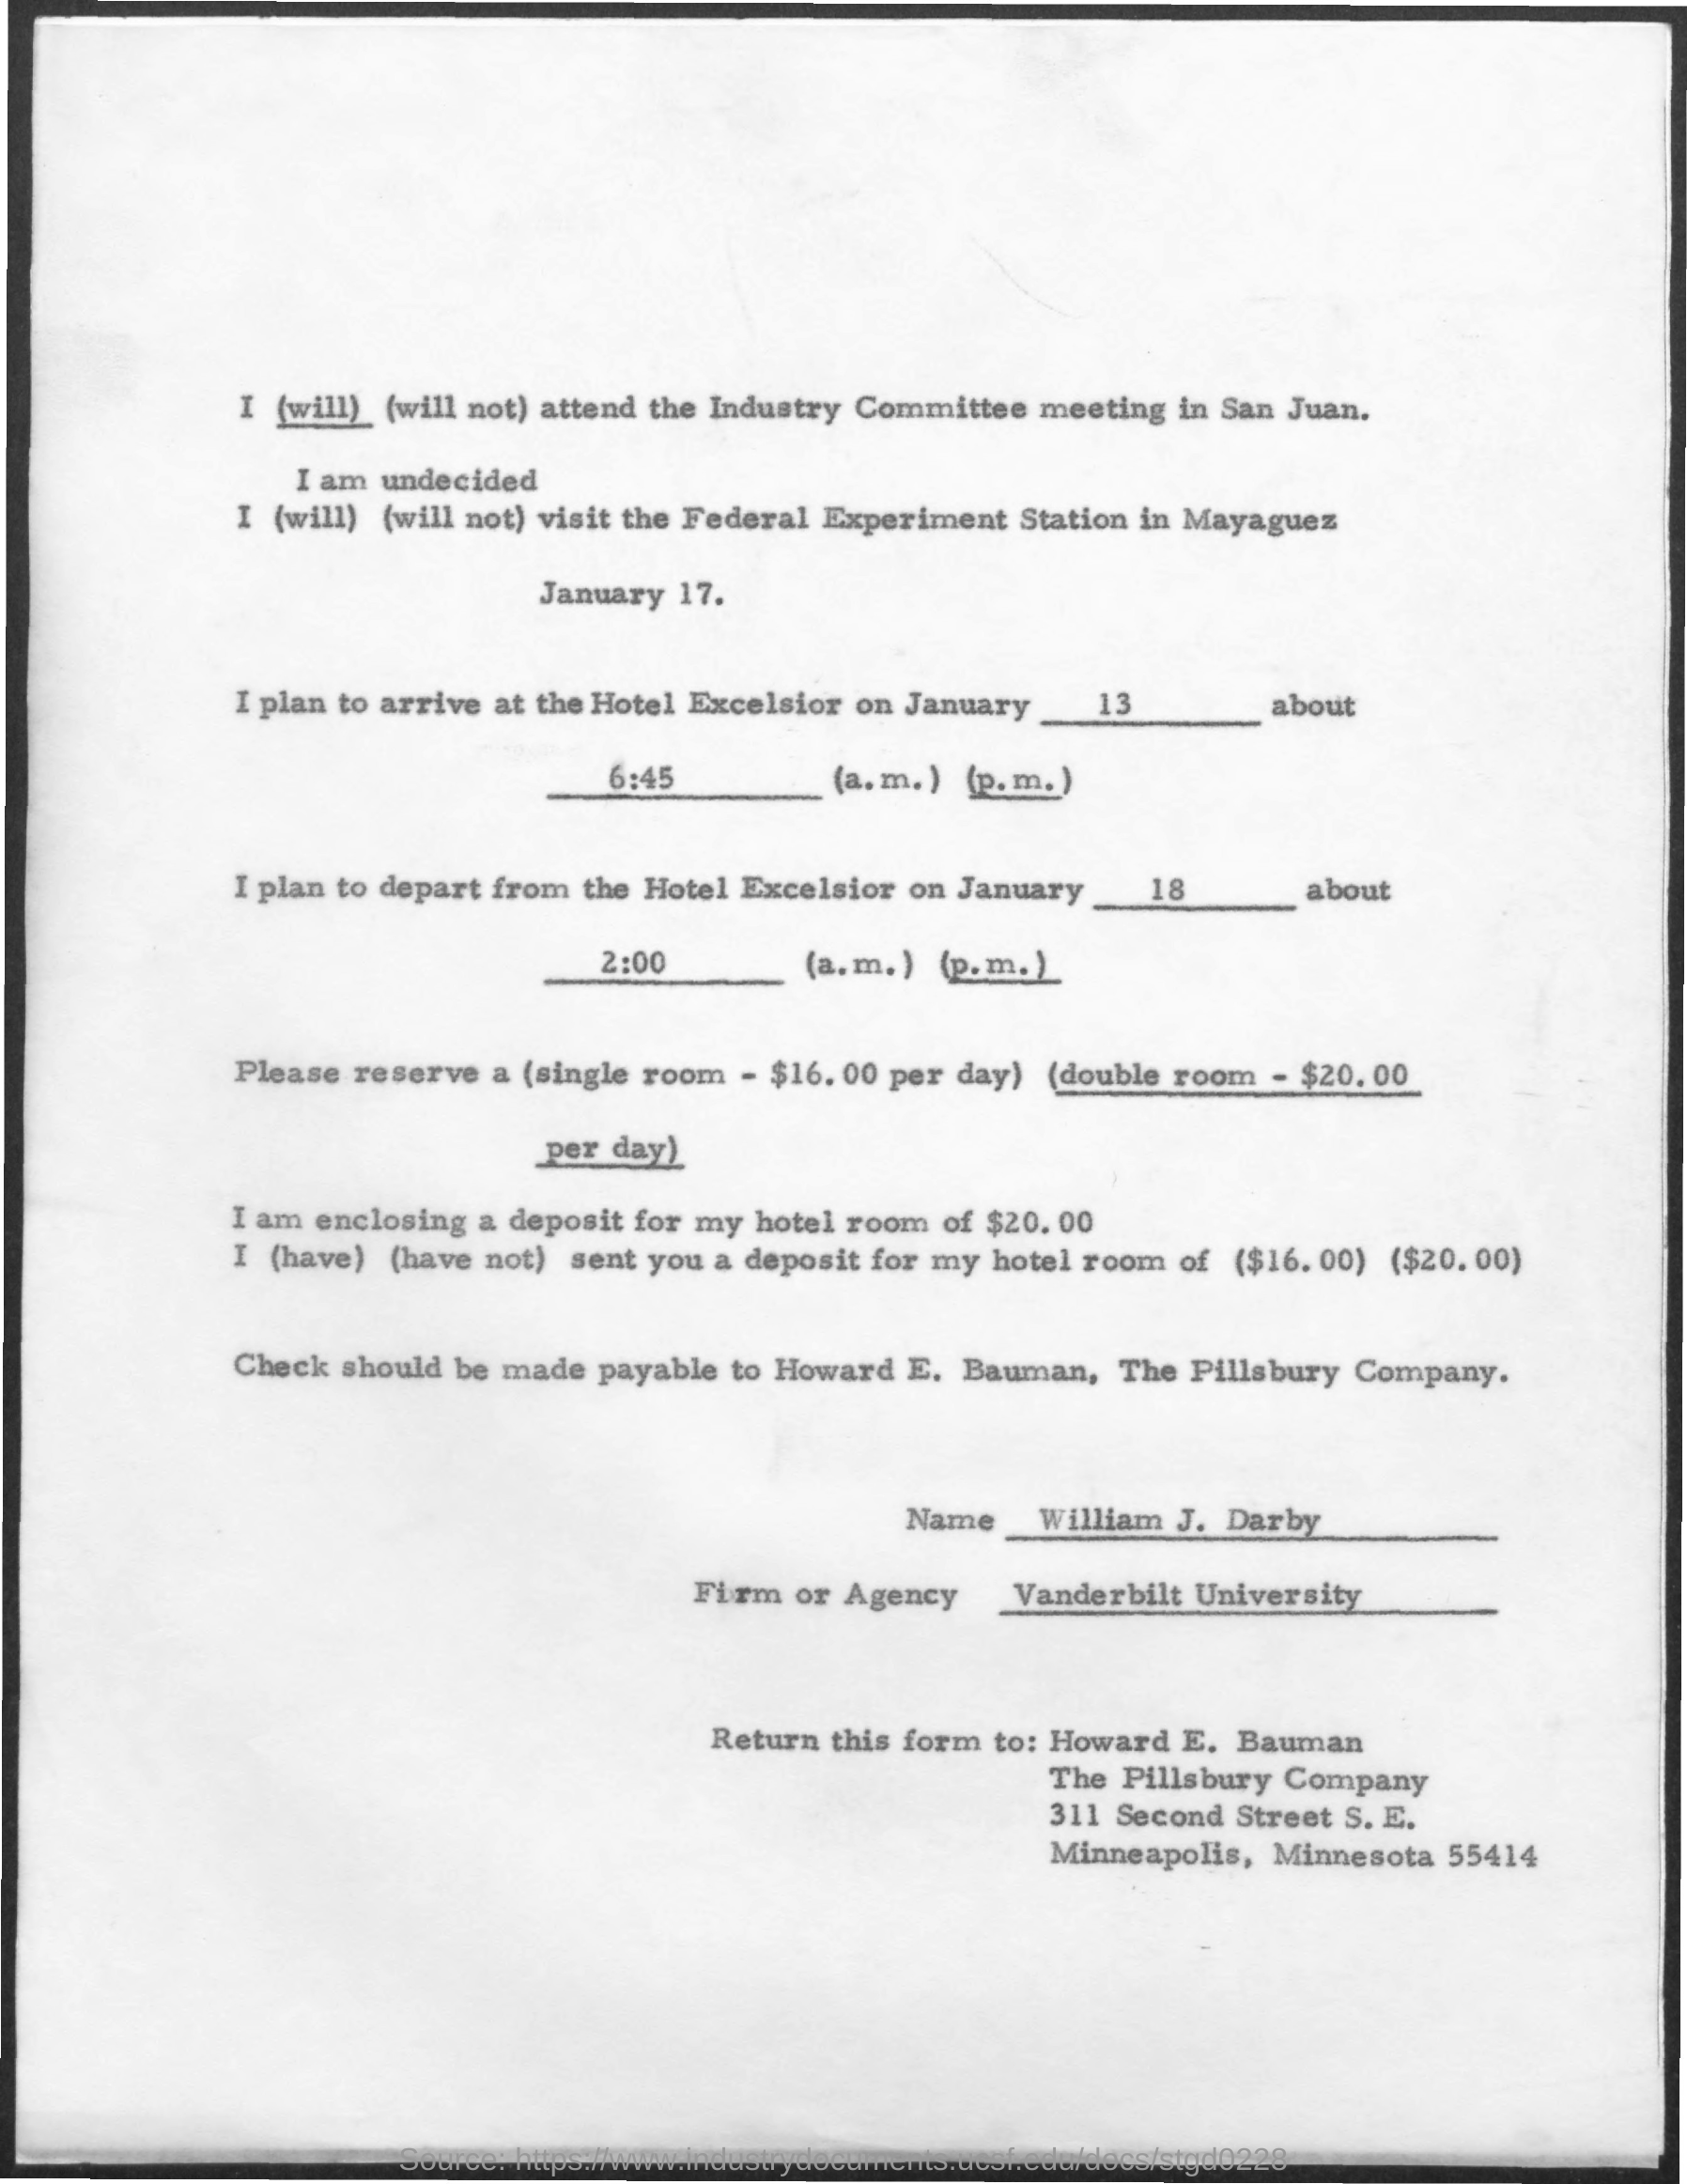 I (will) (will not) attend the Industry Committee meeting in San Juan.
I am undecided
I (will) (will not) visit the Federal Experiment Station in Mayaguez
January 17.
I plan to arrive at the Hotel Excelsior on January 13 about
6:45 (a.m.) (p.m.)
I plan to depart from the Hotel Excelsior on January 18 about
2:00 (a.m.) (p.m.)
Please reserve a (single room - $16.00 per day) (double room - $20.00
per day)
I am enclosing a deposit for my hotel room of $20.00
I (have) (have not) sent you a deposit for my hotel room of ($16.00) ($20.00)
Check should be made payable to Howard E. Bauman, The Pillsbury Company.
Name William J. Darby
Firm or Agency Vanderbilt University
Return this form to: Howard E. Bauman
The Pillsbury Company
311 Second Street S. E.
Minneapolis, Minnesota 55414
Source: https://www.industrydocuments.ucsf.edu/docs/stgd0228